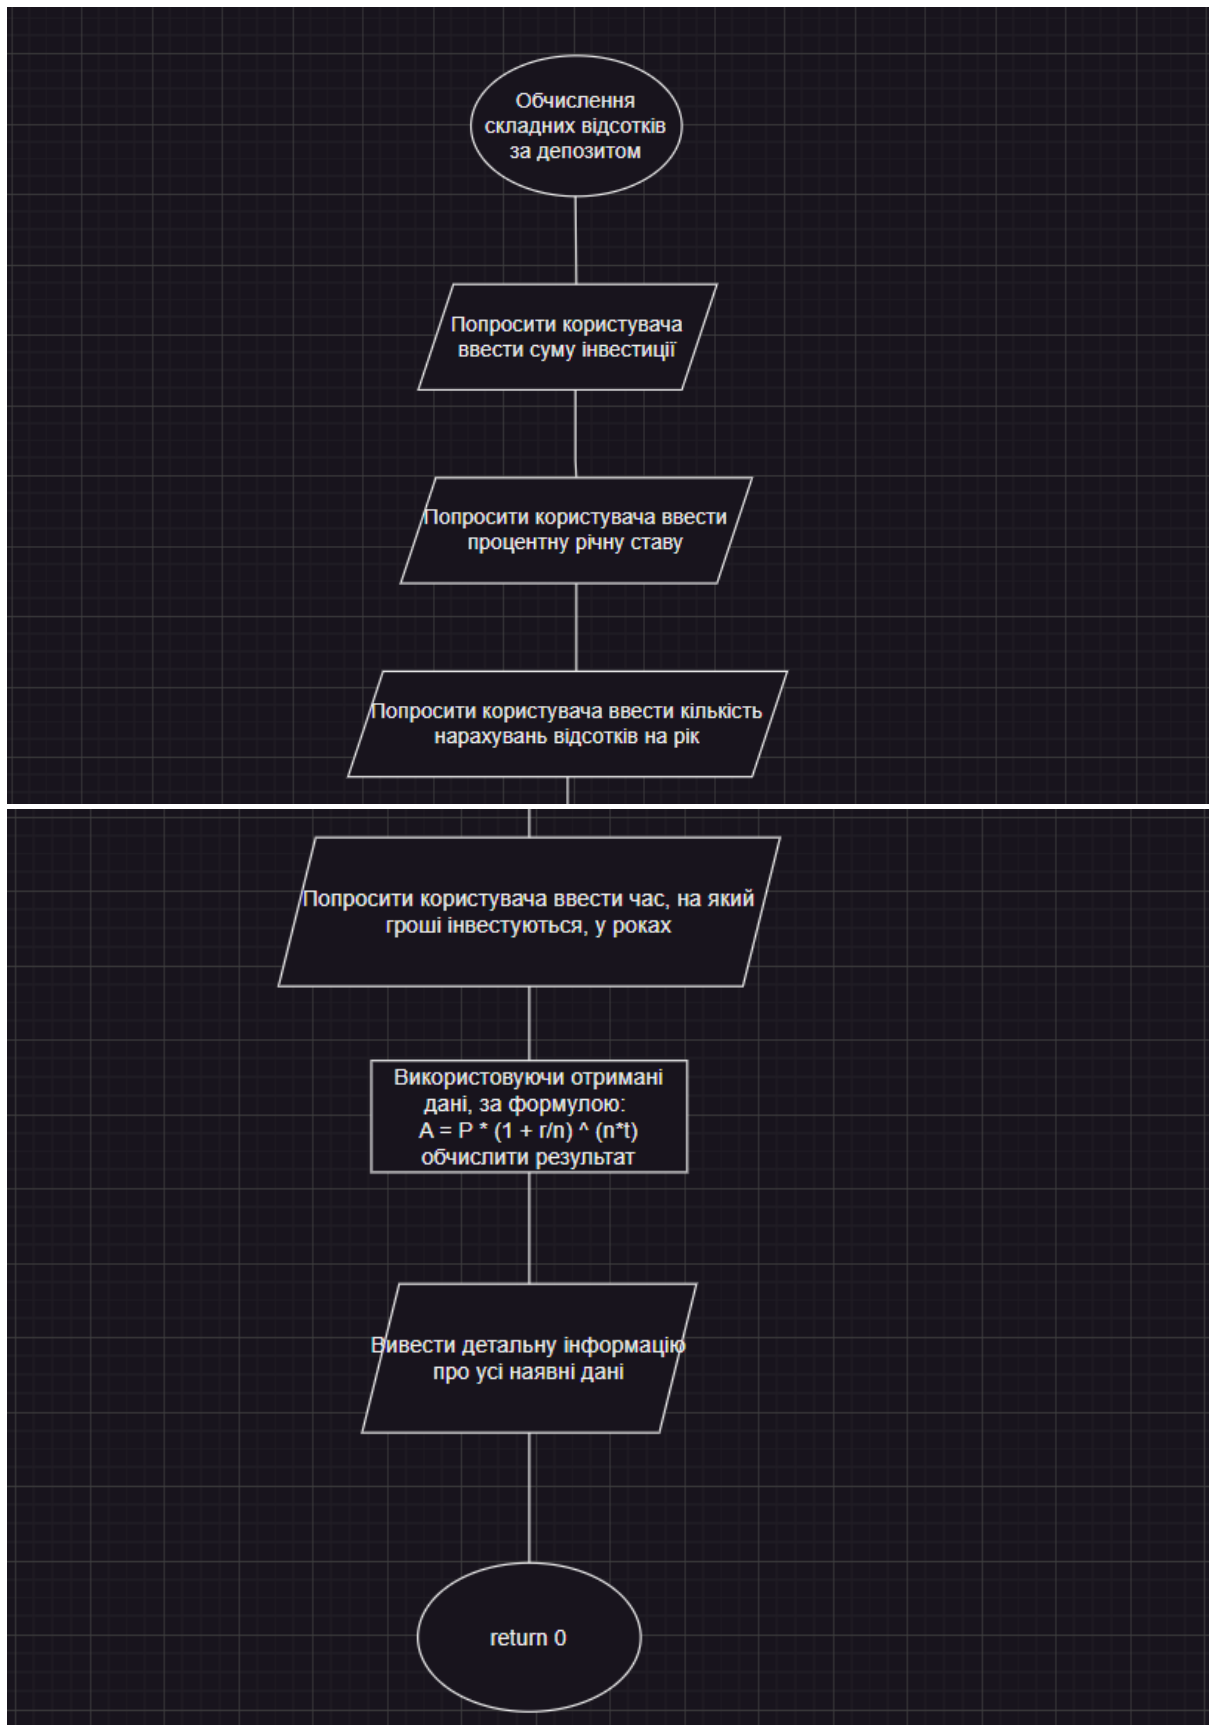 Обчислення
складних відсотків
за депозитом
Попросити користувача
ввести суму інвестиції
Попросити користувача ввести
процентну річну ставу
Попросити користувача ввести кількість
нарахувань відсотків на рік
Попросити користувача ввести час, на який
гроші інвестуються, у роках
Використовуючи отримані
дані, за формулою:
A = P * (1 + r/n) ^ (n*t)
обчислити результат
Вивести детальну інформацію
про усі наявні дані
return 0